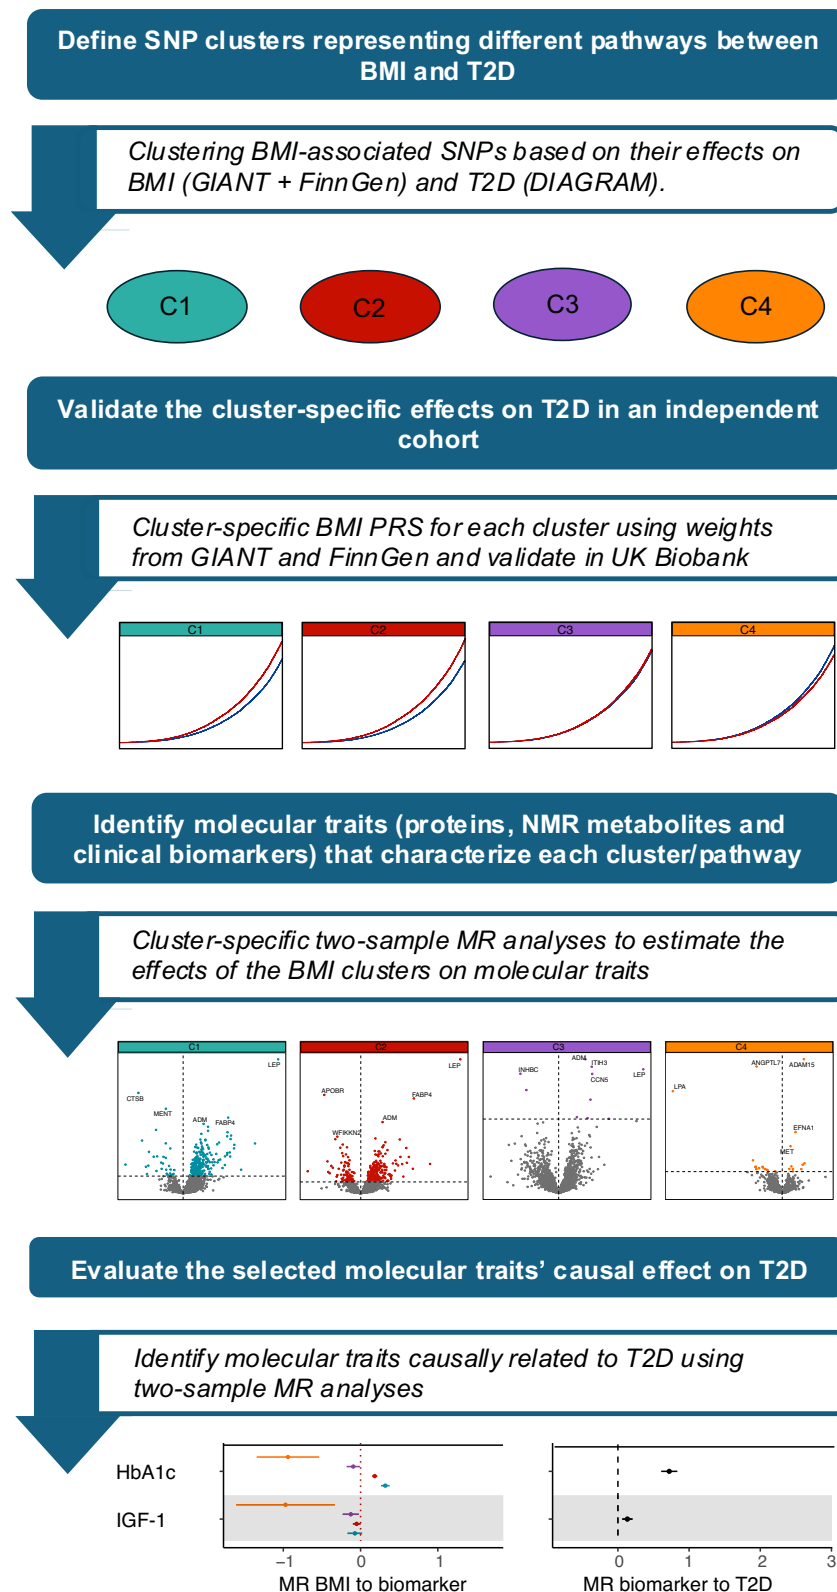 Define SNP clusters representing different pathways between
BMI and T2D
Clustering BMI-associated SNPs based on their effects on
BMI (GIANT + FinnGen) and T2D (DIAGRAM).
C1
C2
C3
C4
Validate the cluster-specific effects on T2D in an independent
cohort
Cluster-specific BMI PRS for each cluster using weights
from GIANT and FinnGen and validate in UK Biobank
C1
C2
C3
C4
Identify molecular traits (proteins, NMR metabolites and
clinical biomarkers) that characterize each cluster/pathway
Cluster-specific two-sample MR analyses to estimate the
effects of the BMI clusters on molecular traits
C1
LEP
CTSB
MENT
ADM
FABP4
C2
LEP
APOBR
FABP4
ADM
WFIKKN2
C3
ADM
ITIH3
INHBC
LEP
CCN5
C4
ANGPTL7
ADAM15
LPA
EFNA1
MET
Evaluate the selected molecular traits' causal effect on T2D
Identify molecular traits causally related to T2D using
two-sample MR analyses
HbA1c
IGF-1
−1 0 1
MR BMI to biomarker
0 1 2 3
MR biomarker to T2D